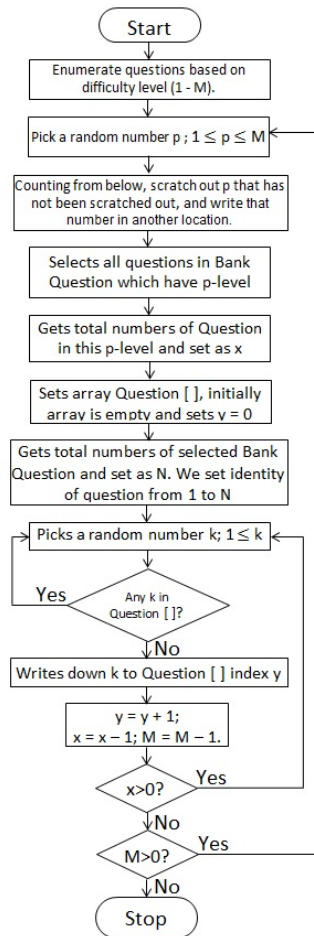 Start
Enumerate questions based on
difficulty level (1 - M).
Pick a random number p ; 1 ≤ p ≤ M
Counting from below, scratch out p that has
not been scratched out, and write that
number in another location.
Selects all questions in Bank
Question which have p-level
Gets total numbers of Question
in this p-level and set as x
Sets array Question [ ], initially
array is empty and sets y = 0
Gets total numbers of selected Bank
Question and set as N. We set identity
of question from 1 to N
Picks a random number k; 1 ≤ k
Yes
Any k in
Question [ ]?
No
Writes down k to Question [ ] index y
y = y + 1;
x = x – 1; M = M – 1.
x>0?
Yes
No
M>0?
Yes
No
Stop